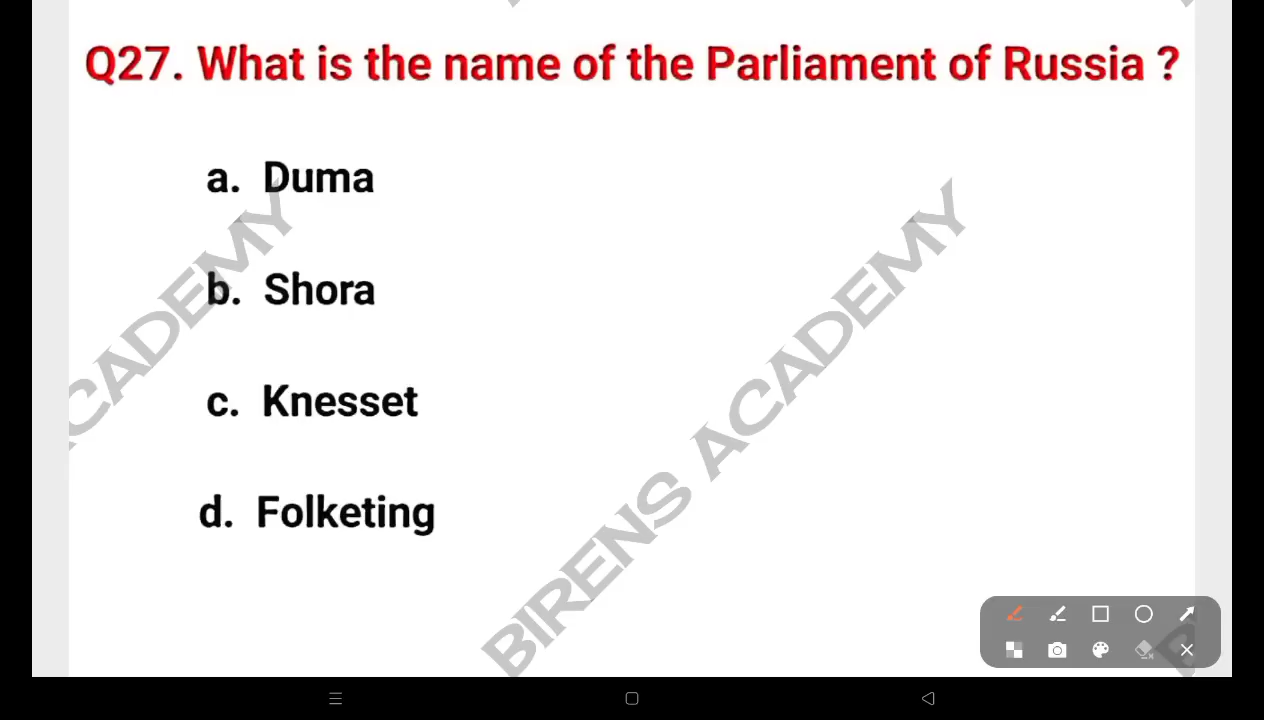 Q27. What is the name of the Parliament of Russia ?
a. Duma
b. Shora
c. Knesset
d. Folketing
CADEMY
BIRENS ACADEMY